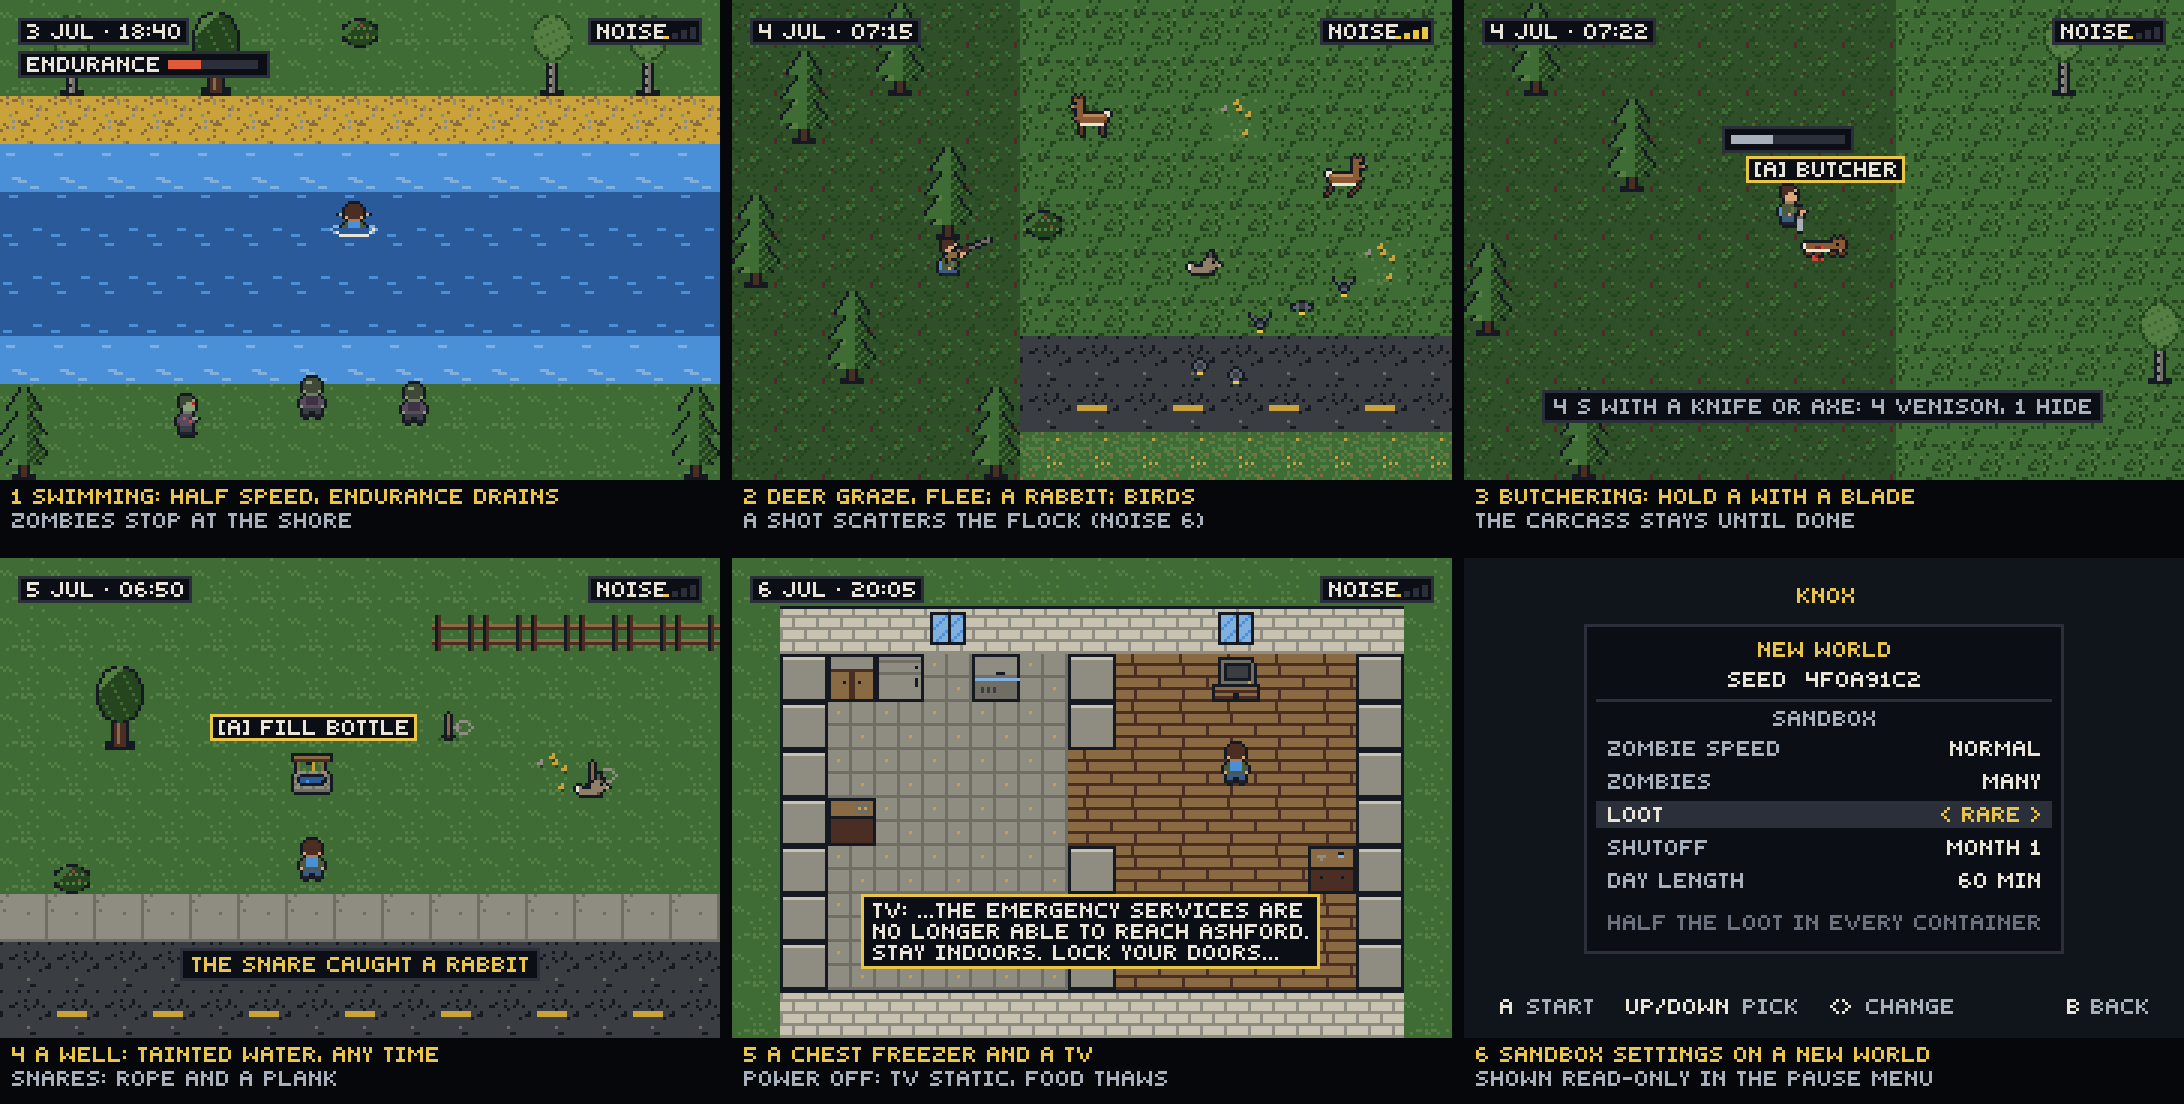 3 JUL · 18:40
NOISE
ENDURANCE
1 SWIMMING: HALF SPEED, ENDURANCE DRAINS
ZOMBIES STOP AT THE SHORE
4 JUL · 07:15
NOISE
2 DEER GRAZE, FLEE; A RABBIT; BIRDS
A SHOT SCATTERS THE FLOCK (NOISE 6)
4 JUL · 07:22
NOISE
[A] BUTCHER
4 S WITH A KNIFE OR AXE: 4 VENISON, 1 HIDE
3 BUTCHERING: HOLD A WITH A BLADE
THE CARCASS STAYS UNTIL DONE
5 JUL · 06:50
NOISE
[A] FILL BOTTLE
THE SNARE CAUGHT A RABBIT
4 A WELL: TAINTED WATER, ANY TIME
SNARES: ROPE AND A PLANK
6 JUL · 20:05
NOISE
TV: ...THE EMERGENCY SERVICES ARE
NO LONGER ABLE TO REACH ASHFORD.
STAY INDOORS. LOCK YOUR DOORS...
5 A CHEST FREEZER AND A TV
POWER OFF: TV STATIC, FOOD THAWS
KNOX
NEW WORLD
SEED 4F0A91C2
SANDBOX
ZOMBIE SPEED NORMAL
ZOMBIES MANY
LOOT < RARE >
SHUTOFF MONTH 1
DAY LENGTH 60 MIN
HALF THE LOOT IN EVERY CONTAINER
A START UP/DOWN PICK <> CHANGE B BACK
6 SANDBOX SETTINGS ON A NEW WORLD
SHOWN READ-ONLY IN THE PAUSE MENU